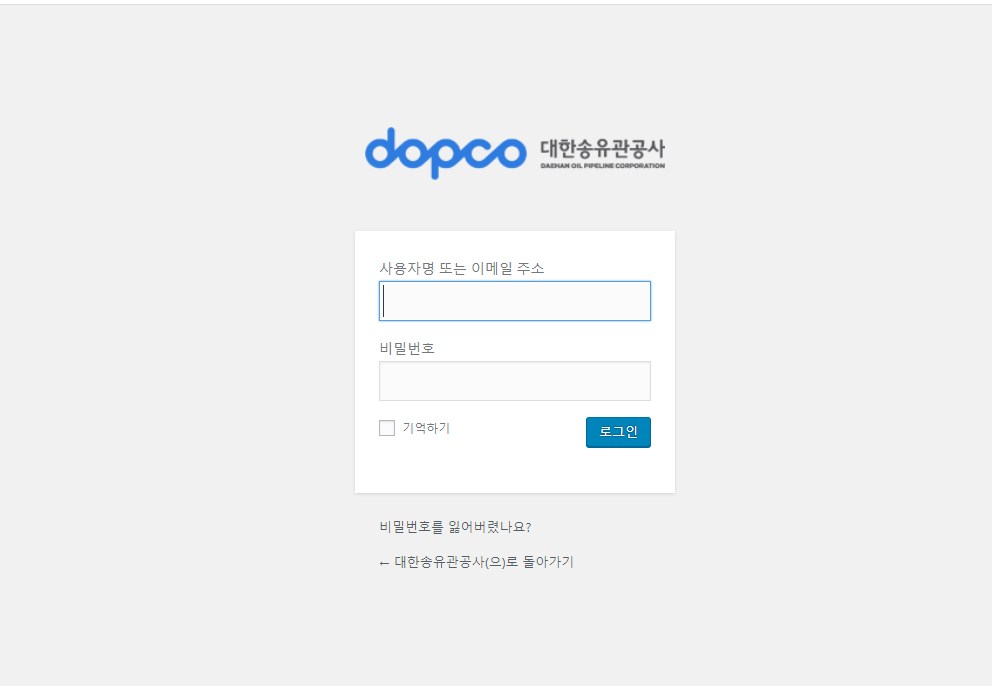 dopco 대한송유관공사
DAEHAN OIL PIPELINE CORPORATION
사용자명 또는 이메일 주소
비밀번호
기억하기 로그인
비밀번호를 잃어버렸나요?
← 대한송유관공사(으)로 돌아가기